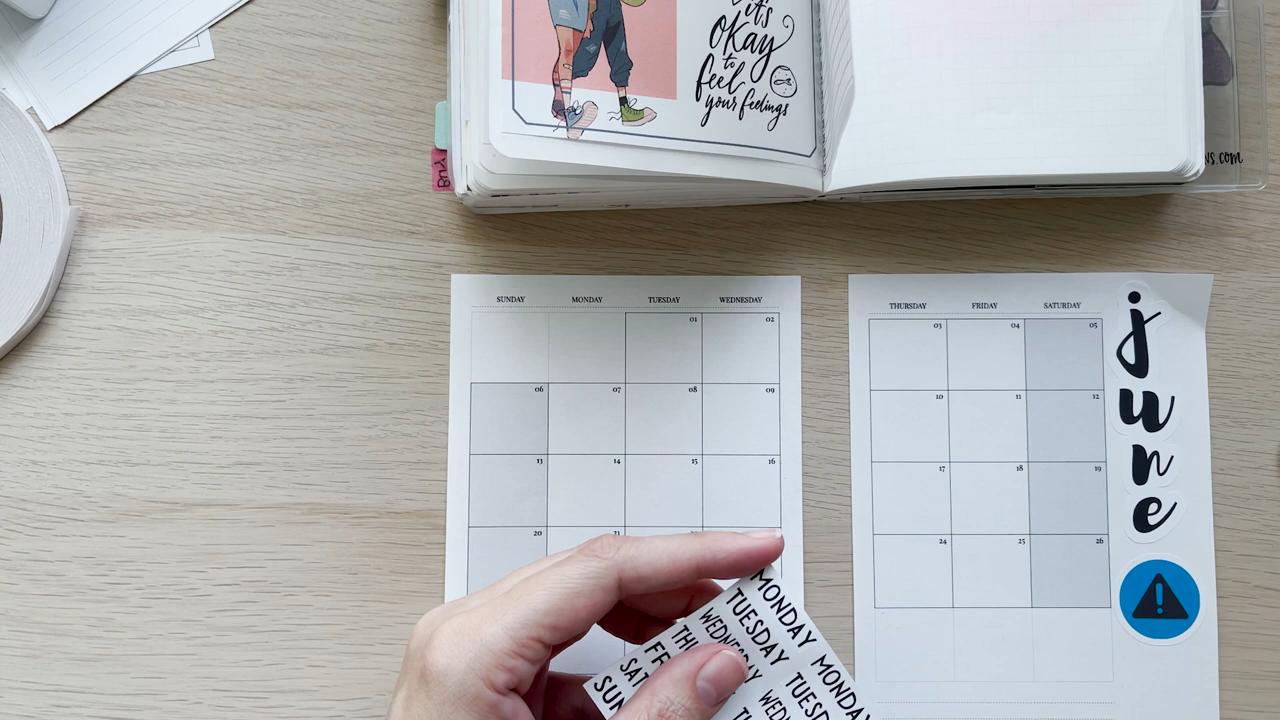 it's
okay
to
feel
your feelings
SUNDAY MONDAY TUESDAY WEDNESDAY
01 02
06 07 08 09
13 14 15 16
20
THURSDAY FRIDAY SATURDAY
03 04 05
10 11 12
17 18 19
24 25 26
june
!
MONDAY MONDAY
TUESDAY
WEDNESDAY